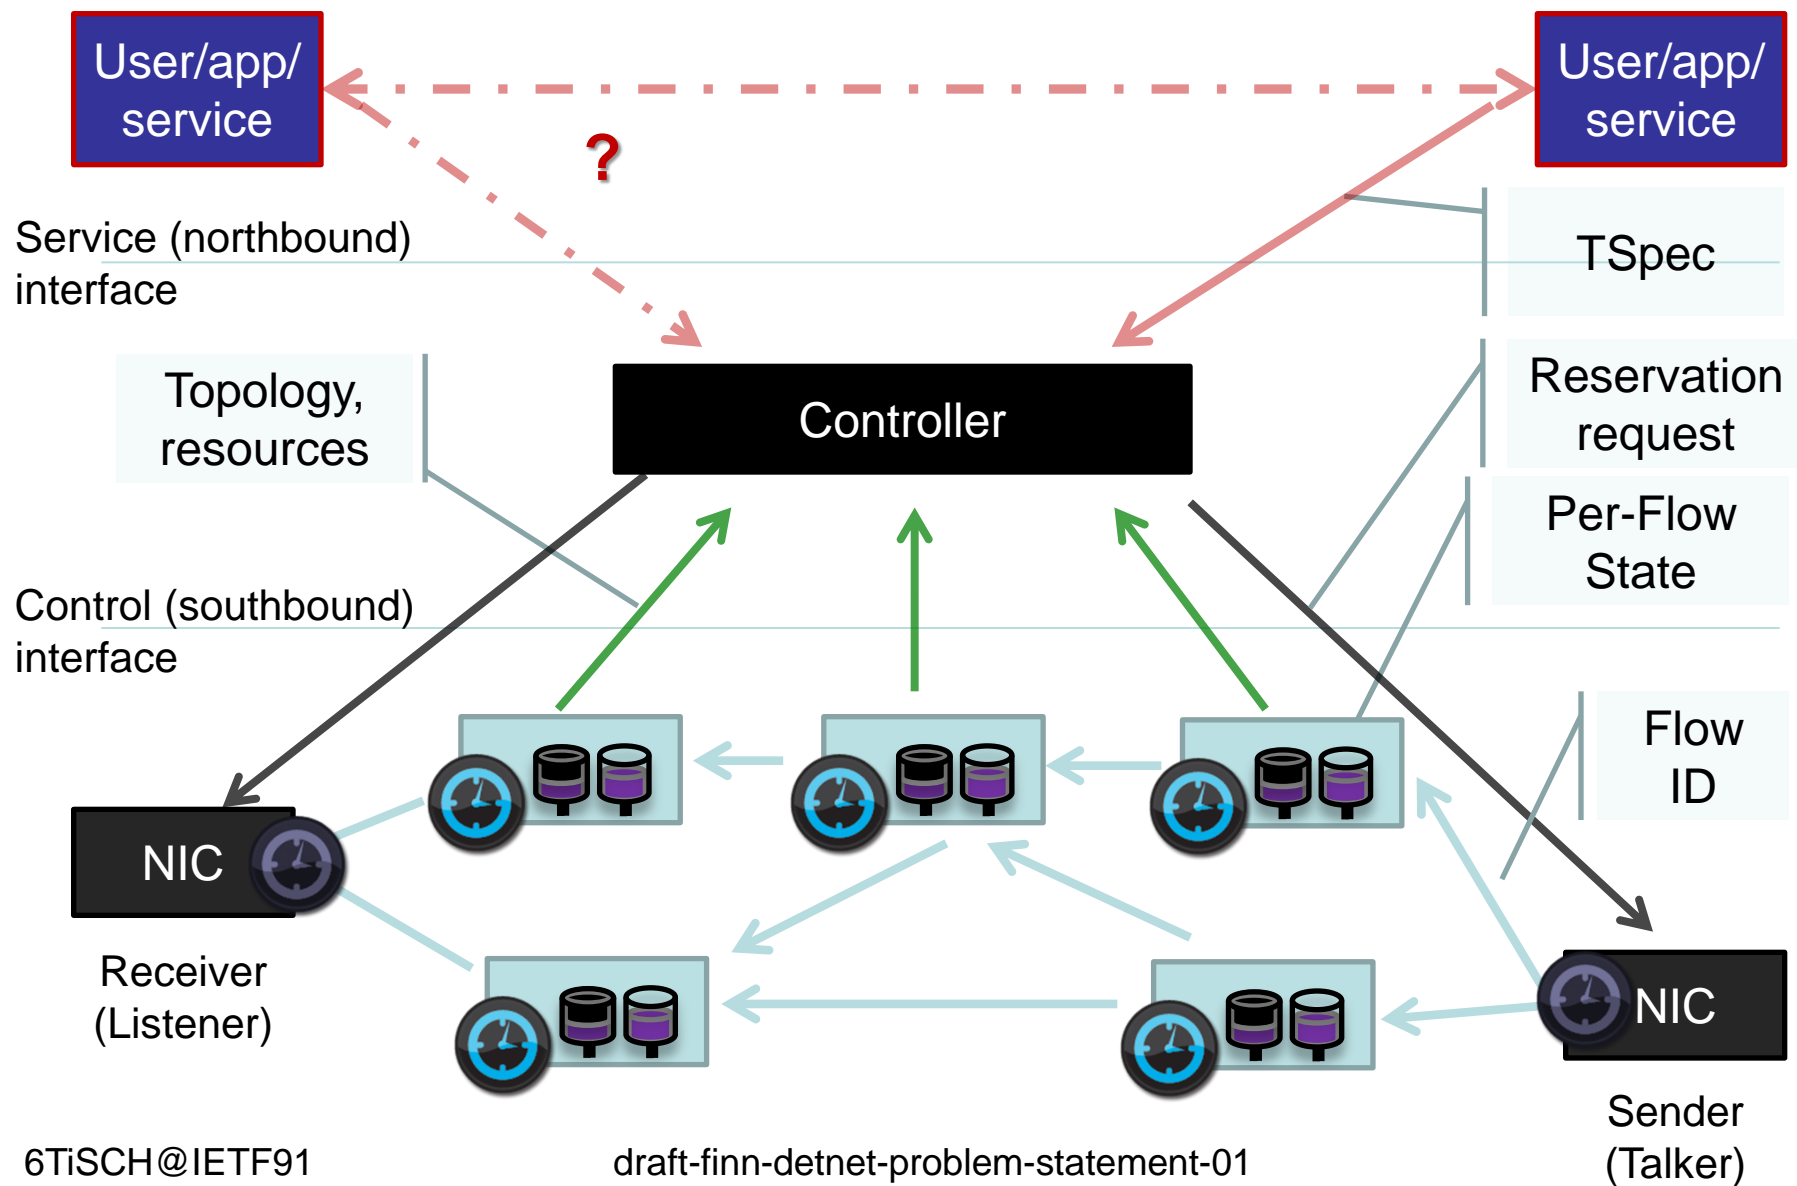 User/app/
service
User/app/
service
?
Service (northbound)
interface
TSpec
Topology,
resources
Controller
Reservation
request
Per-Flow
State
Control (southbound)
interface
Flow
ID
NIC
Receiver
(Listener)
NIC
Sender
(Talker)
6TiSCH@IETF91
draft-finn-detnet-problem-statement-01